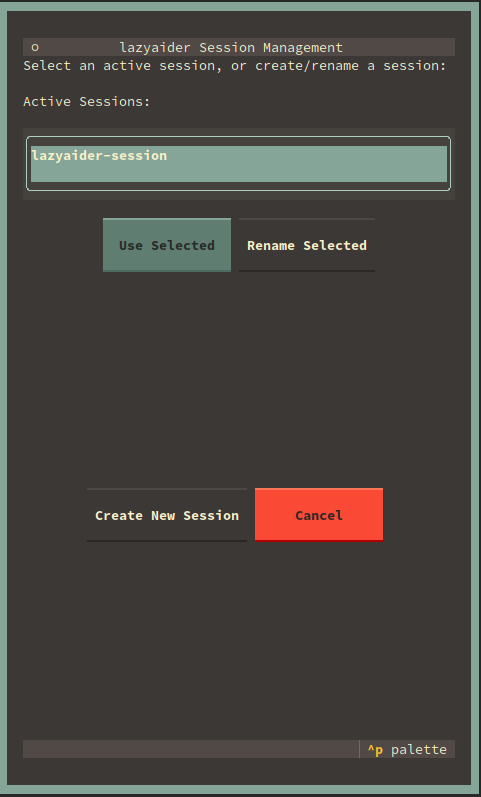 o lazyaider Session Management
Select an active session, or create/rename a session:
Active Sessions:
lazyaider-session
Use Selected Rename Selected
Create New Session Cancel
^p palette